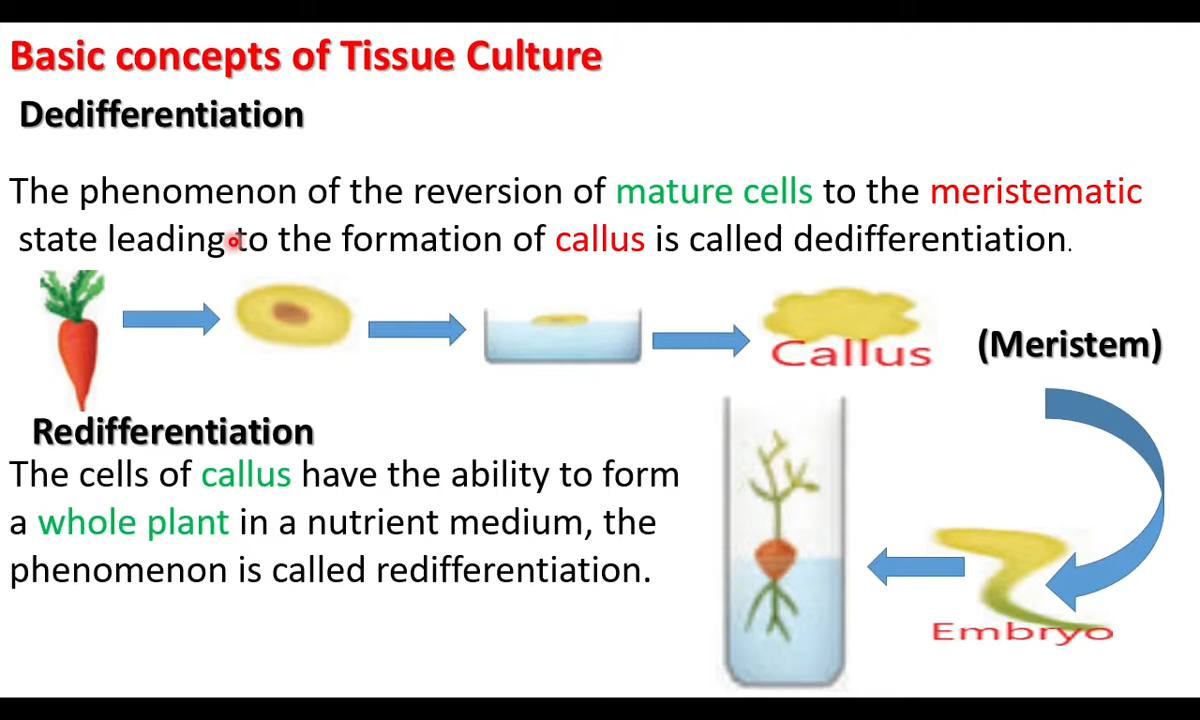 Basic concepts of Tissue Culture
Dedifferentiation
The phenomenon of the reversion of mature cells to the meristematic
state leading to the formation of callus is called dedifferentiation.
Callus
(Meristem)
Redifferentiation
The cells of callus have the ability to form
a whole plant in a nutrient medium, the
phenomenon is called redifferentiation.
Embryo